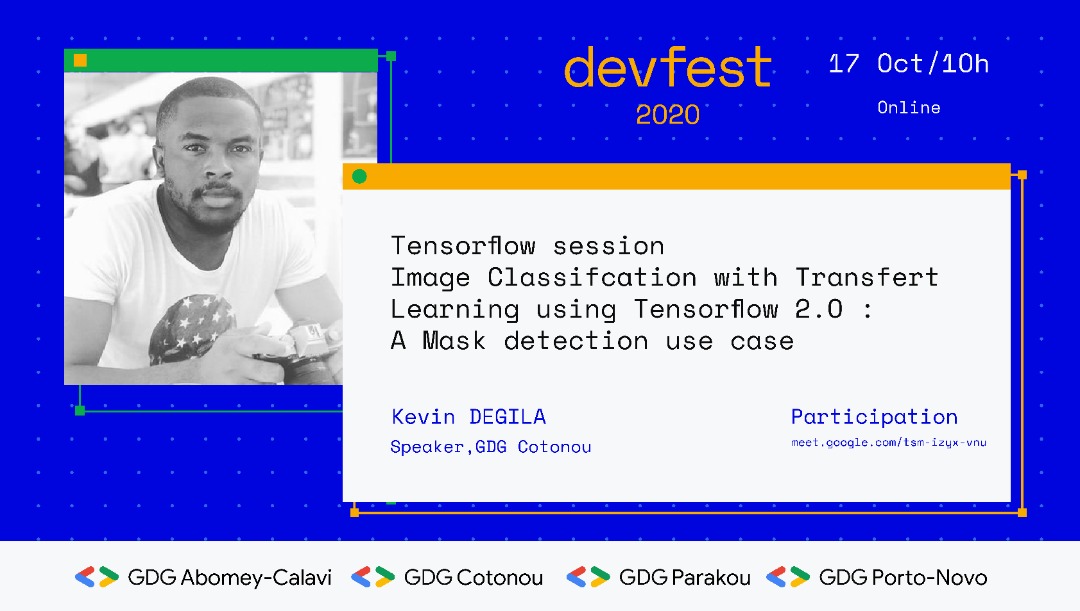 devfest
2020
17 Oct/10h
Online
Tensorflow session
Image Classifcation with Transfert
Learning using Tensorflow 2.0 :
A Mask detection use case
Kevin DEGILA
Speaker,GDG Cotonou
Participation
meet.google.com/tsm-izyx-vnu
GDG Abomey-Calavi
GDG Cotonou
GDG Parakou
GDG Porto-Novo